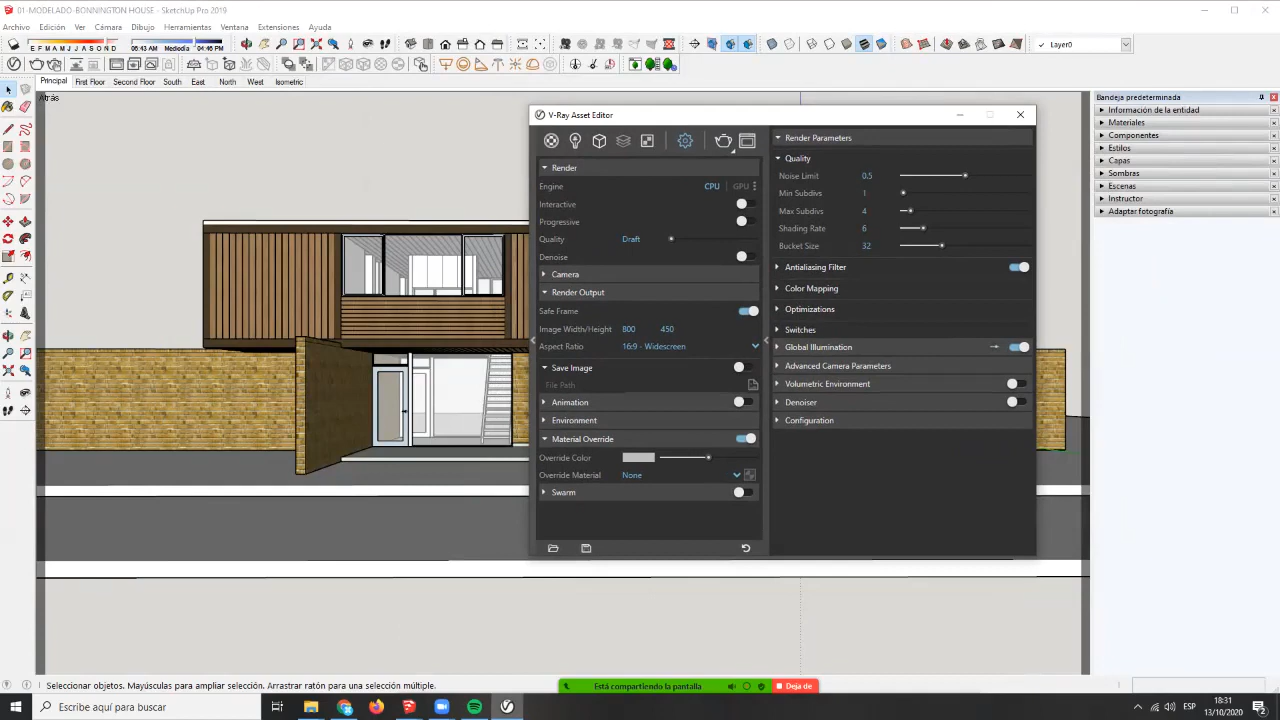 01-MODELADO-BONNINGTON HOUSE - SketchUp Pro 2019
Archivo Edición Ver Cámara Dibujo Herramientas Ventana Extensiones Ayuda
E F M A M J J A S O N D 06:43 AM Mediodía 04:46 PM Layer0
Principal First Floor Second Floor South East North West Isometric
Atrás
V-Ray Asset Editor
Render
Engine CPU GPU
Interactive
Progressive
Quality Draft
Denoise
Camera
Render Output
Safe Frame
Image Width/Height 800 450
Aspect Ratio 16:9 - Widescreen
Save Image
File Path
Animation
Environment
Material Override
Override Color
Override Material None
Swarm
Render Parameters
Quality
Noise Limit 0.5
Min Subdivs 1
Max Subdivs 4
Shading Rate 6
Bucket Size 32
Antialiasing Filter
Color Mapping
Optimizations
Switches
Global Illumination
Advanced Camera Parameters
Volumetric Environment
Denoiser
Configuration
Bandeja predeterminada
Información de la entidad
Materiales
Componentes
Estilos
Capas
Sombras
Escenas
Instructor
Adaptar fotografía
Seleccionar objetos. Mayúsculas para ampliar selección. Arrastrar ratón para una selección múltiple.
Está compartiendo la pantalla Deja de
Escribe aquí para buscar
ESP
18:31
13/10/2020
2